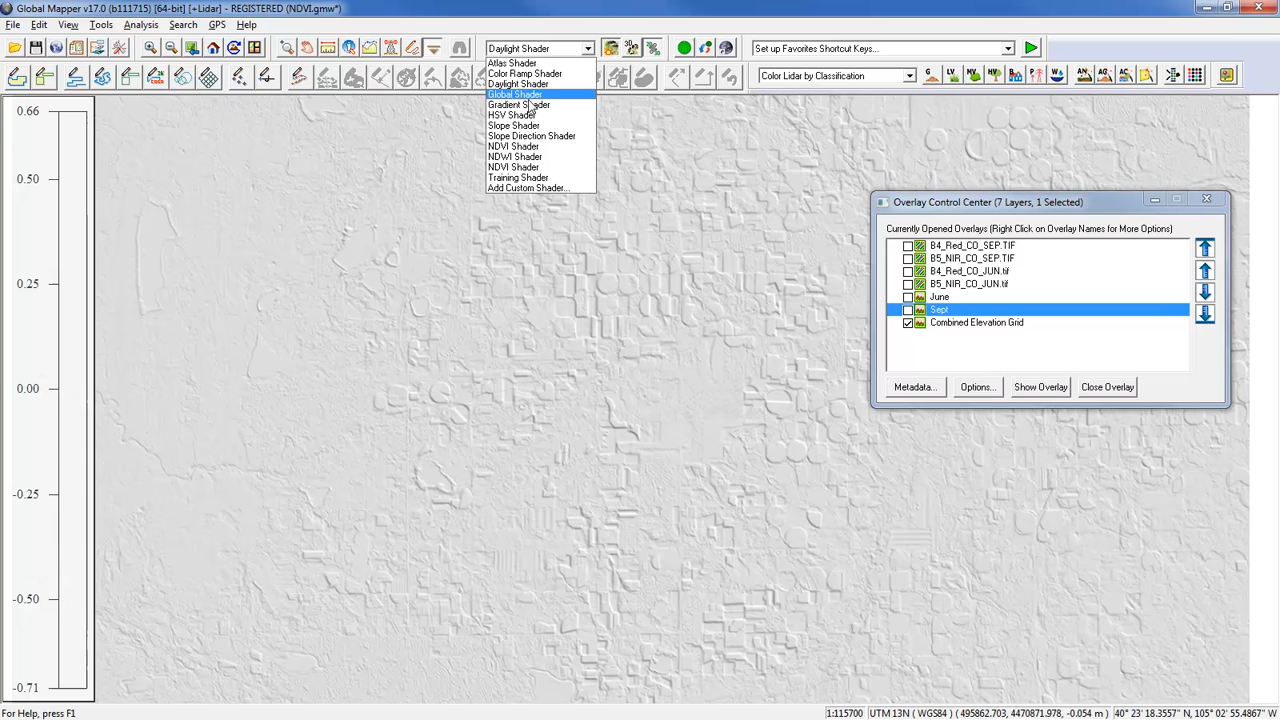 Global Mapper v17.0 (b111715) [64-bit] [+Lidar] - REGISTERED (NDVI.gmw*)
File Edit View Tools Analysis Search GPS Help
Daylight Shader
Set up Favorites Shortcut Keys...
Atlas Shader
Color Ramp Shader
Daylight Shader
Global Shader
Gradient Shader
HSV Shader
Slope Shader
Slope Direction Shader
NDVI Shader
NDWI Shader
NDVI Shader
Training Shader
Add Custom Shader...
Color Lidar by Classification
0.66
0.50
0.25
0.00
-0.25
-0.50
-0.71
Overlay Control Center (7 Layers, 1 Selected)
Currently Opened Overlays (Right Click on Overlay Names for More Options)
B4_Red_CO_SEP.TIF
B5_NIR_CO_SEP.TIF
B4_Red_CO_JUN.tif
B5_NIR_CO_JUN.tif
June
Sept
Combined Elevation Grid
Metadata... Options... Show Overlay Close Overlay
For Help, press F1
1:115700 UTM 13N (WGS84) ( 495862.703, 4470871.978, -0.054 m ) 40° 23' 18.3557" N, 105° 02' 55.4867" W